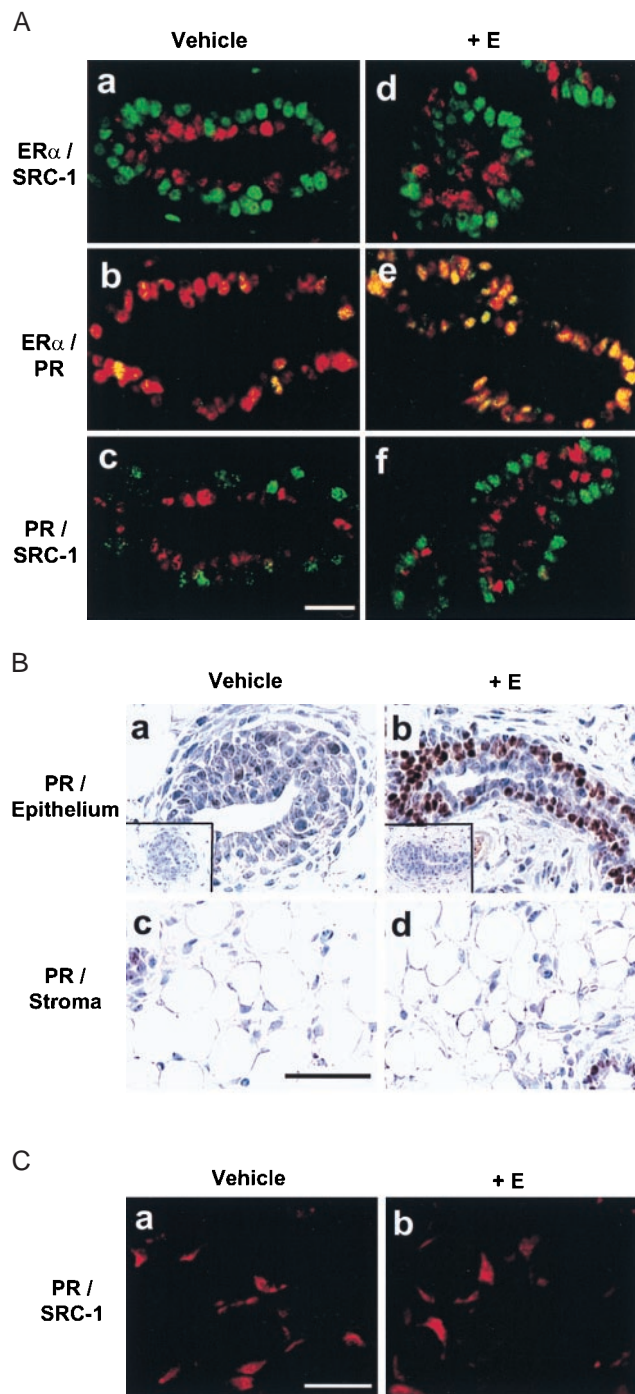 A
Vehicle
+ E
ERα /
SRC-1
a
d
ERα /
PR
b
e
PR /
SRC-1
c
f
B
Vehicle
+ E
PR /
Epithelium
a
b
PR /
Stroma
c
d
C
Vehicle
+ E
PR /
SRC-1
a
b